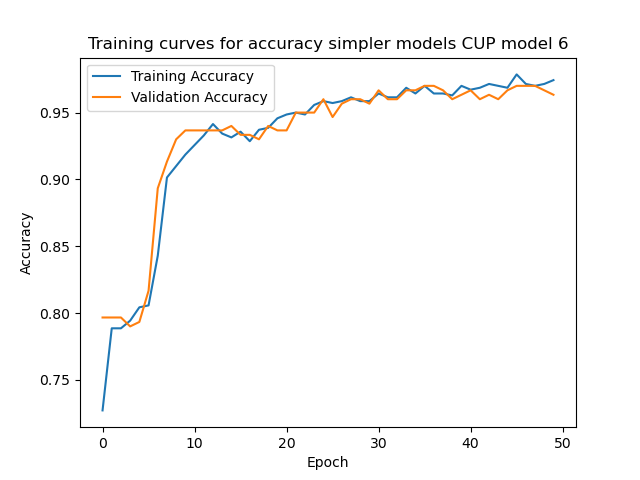 Training curves for accuracy simpler models CUP model 6
Training Accuracy
Validation Accuracy
0.95
0.90
0.85
0.80
0.75
Accuracy
0
10
20
30
40
50
Epoch